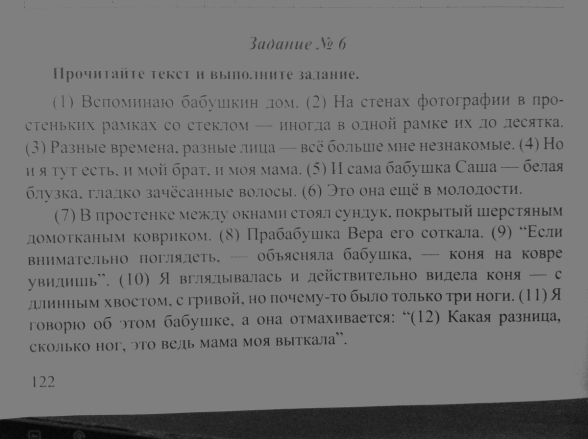 Задание № 6
Прочитайте текст и выполните задание.
(1) Вспоминаю бабушкин дом. (2) На стенах фотографии в про-
стеньких рамках со стеклом — иногда в одной рамке их до десятка.
(3) Разные времена, разные лица — всё больше мне незнакомые. (4) Но
и я тут есть, и мой брат, и моя мама. (5) И сама бабушка Саша — белая
блузка, гладко зачёсанные волосы. (6) Это она ещё в молодости.
(7) В простенке между окнами стоял сундук, покрытый шерстяным
домотканым ковриком. (8) Прабабушка Вера его соткала. (9) “Если
внимательно поглядеть, — объясняла бабушка, — коня на ковре
увидишь”. (10) Я вглядывалась и действительно видела коня — с
длинным хвостом, с гривой, но почему-то было только три ноги. (11) Я
говорю об этом бабушке, а она отмахивается: “(12) Какая разница,
сколько ног, это ведь мама моя выткала”.
122